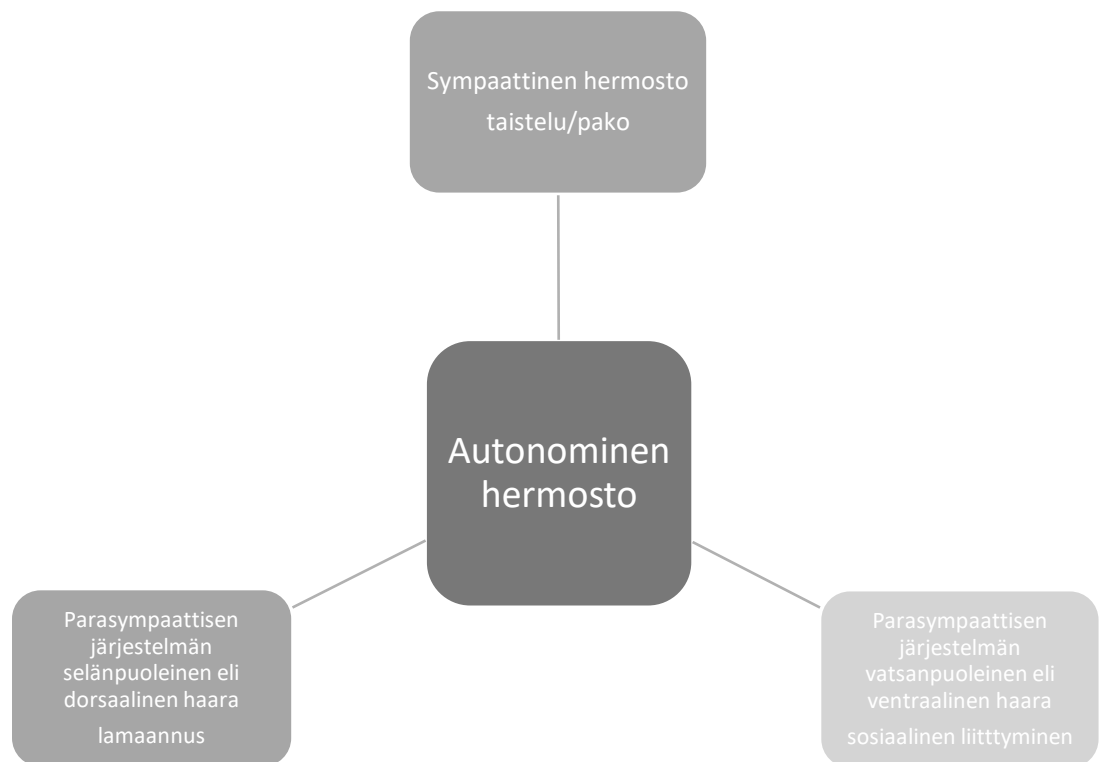 Sympaattinen hermosto
taistelu/pako
Autonominen
hermosto
Parasympaattisen
järjestelmän
selänpuoleinen eli
dorsaalinen haara
lamaannus
Parasympaattisen
järjestelmän
vatsanpuoleinen eli
ventraalinen haara
sosiaalinen liitttyminen